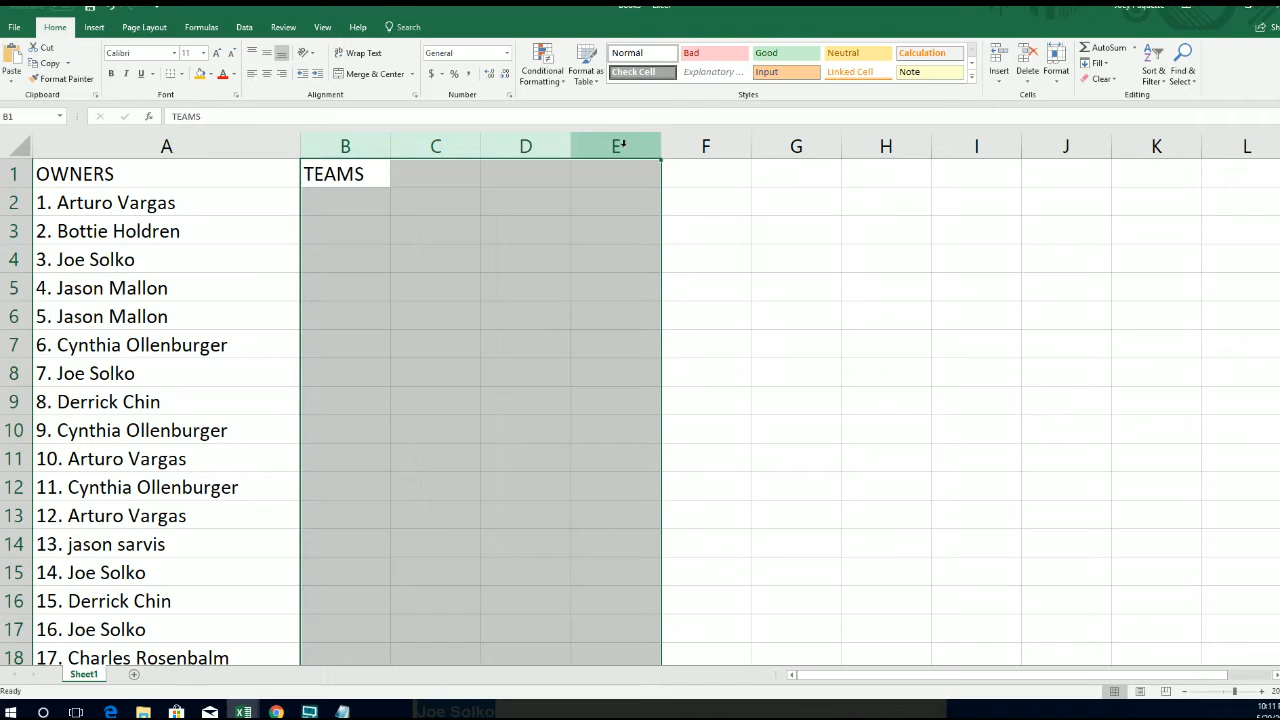 File Home Insert Page Layout Formulas Data Review View Help Search
Cut Calibri 11 Wrap Text General Normal Bad Good Neutral Calculation AutoSum
Copy Fill
Paste Format Painter Merge & Center Conditional Formatting Format as Table Check Cell Explanatory ... Input Linked Cell Note Insert Delete Format Clear Sort & Filter Find & Select
Clipboard Font Alignment Number Styles Cells Editing
B1 fx TEAMS
A B C D E F G H I J K L
1 OWNERS TEAMS
2 1. Arturo Vargas
3 2. Bottie Holdren
4 3. Joe Solko
5 4. Jason Mallon
6 5. Jason Mallon
7 6. Cynthia Ollenburger
8 7. Joe Solko
9 8. Derrick Chin
10 9. Cynthia Ollenburger
11 10. Arturo Vargas
12 11. Cynthia Ollenburger
13 12. Arturo Vargas
14 13. jason sarvis
15 14. Joe Solko
16 15. Derrick Chin
17 16. Joe Solko
18 17. Charles Rosenbalm
Sheet1
Ready
Joe Solko